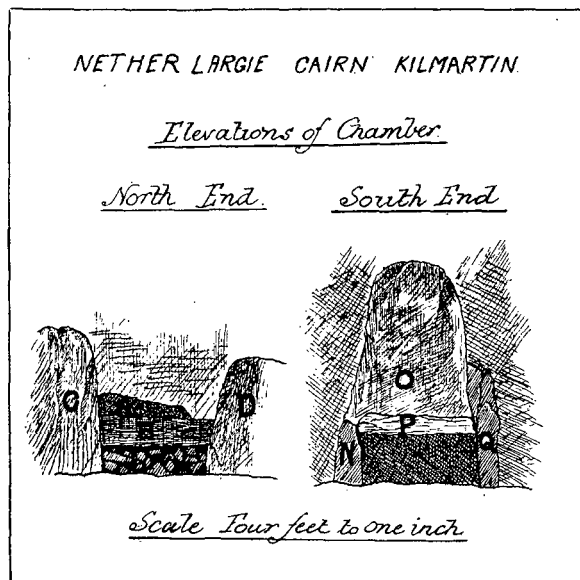 NETHER LARGIE CAIRN KILMARTIN
Elevations of Chamber.
North End.
South End
G
D
O
P
N
Q
Scale Four feet to one inch